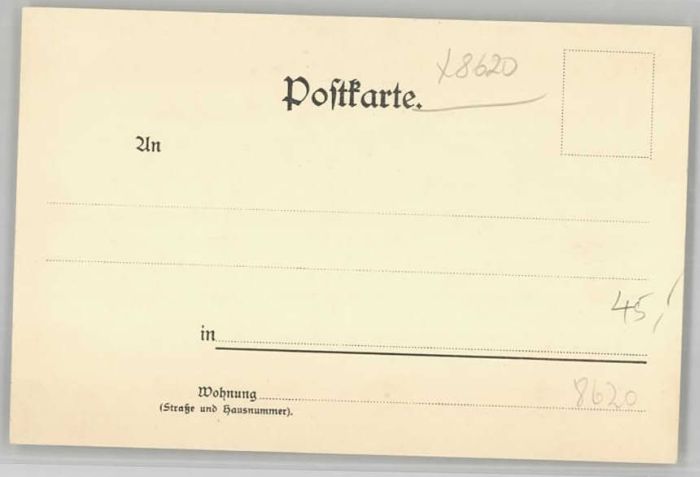 X8620
Postkarte.
An
45,/
in
Wohnung
8620
(Straße und Hausnummer).